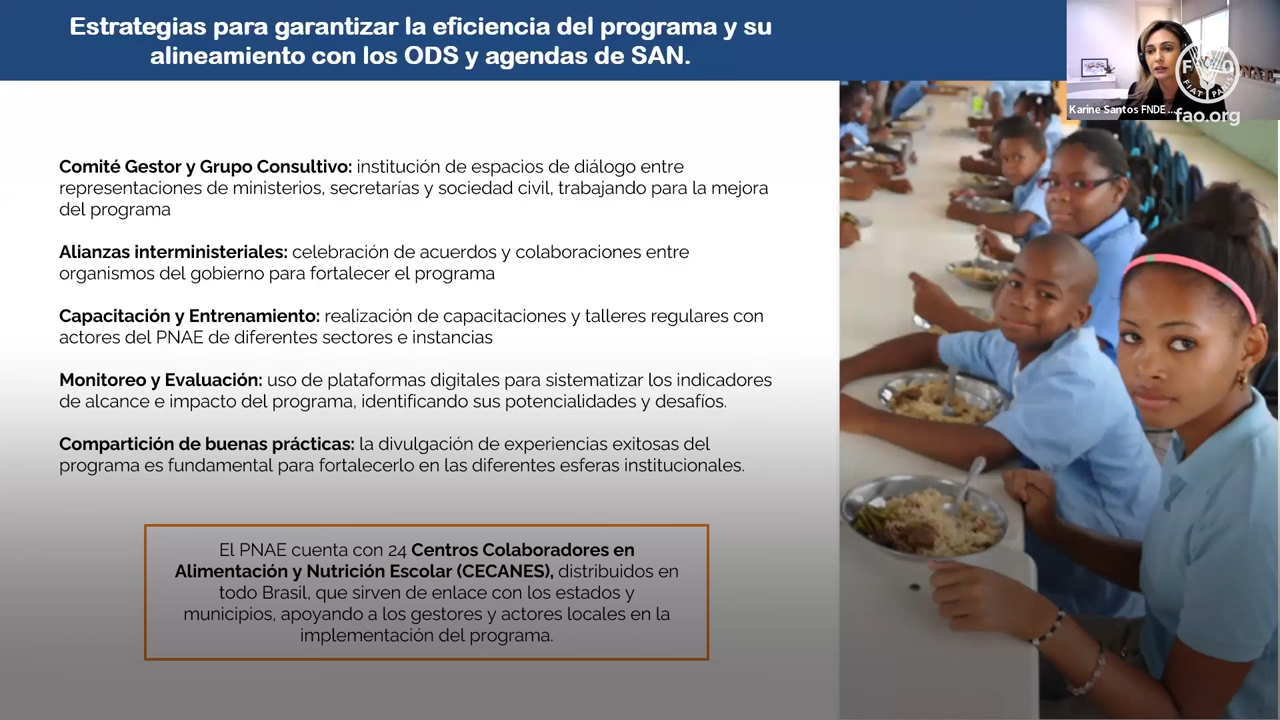 Estrategias para garantizar la eficiencia del programa y su
alineamiento con los ODS y agendas de SAN.
Karine Santos FNDE ...
FAO
FIAT PANIS
fao.org
Comité Gestor y Grupo Consultivo: institución de espacios de diálogo entre
representaciones de ministerios, secretarías y sociedad civil, trabajando para la mejora
del programa
Alianzas interministeriales: celebración de acuerdos y colaboraciones entre
organismos del gobierno para fortalecer el programa
Capacitación y Entrenamiento: realización de capacitaciones y talleres regulares con
actores del PNAE de diferentes sectores e instancias
Monitoreo y Evaluación: uso de plataformas digitales para sistematizar los indicadores
de alcance e impacto del programa, identificando sus potencialidades y desafíos.
Compartición de buenas prácticas: la divulgación de experiencias exitosas del
programa es fundamental para fortalecerlo en las diferentes esferas institucionales.
El PNAE cuenta con 24 Centros Colaboradores en
Alimentación y Nutrición Escolar (CECANES), distribuidos en
todo Brasil, que sirven de enlace con los estados y
municipios, apoyando a los gestores y actores locales en la
implementación del programa.